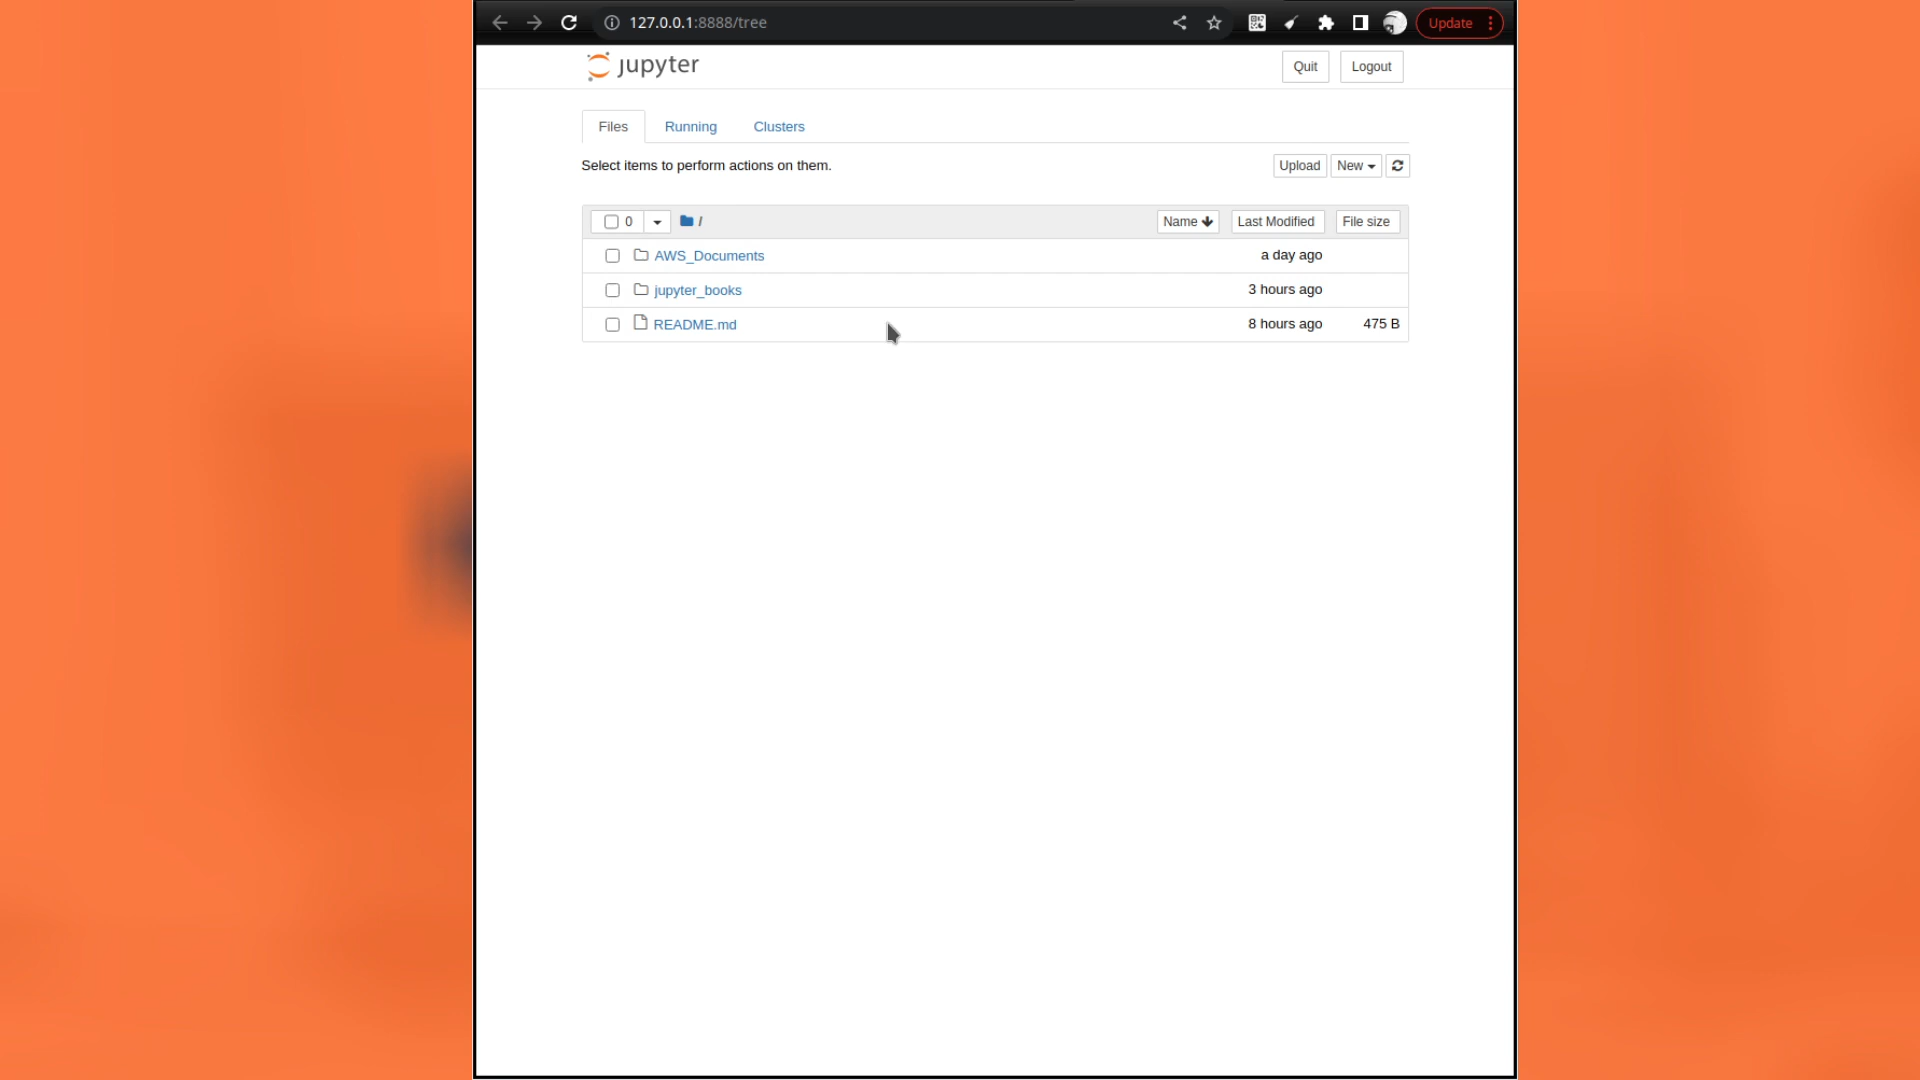 127.0.0.1:8888/tree
Update
jupyter
Quit
Logout
Files
Running
Clusters
Select items to perform actions on them.
Upload
New
0
/
Name
Last Modified
File size
AWS_Documents
a day ago
jupyter_books
3 hours ago
README.md
8 hours ago
475 B